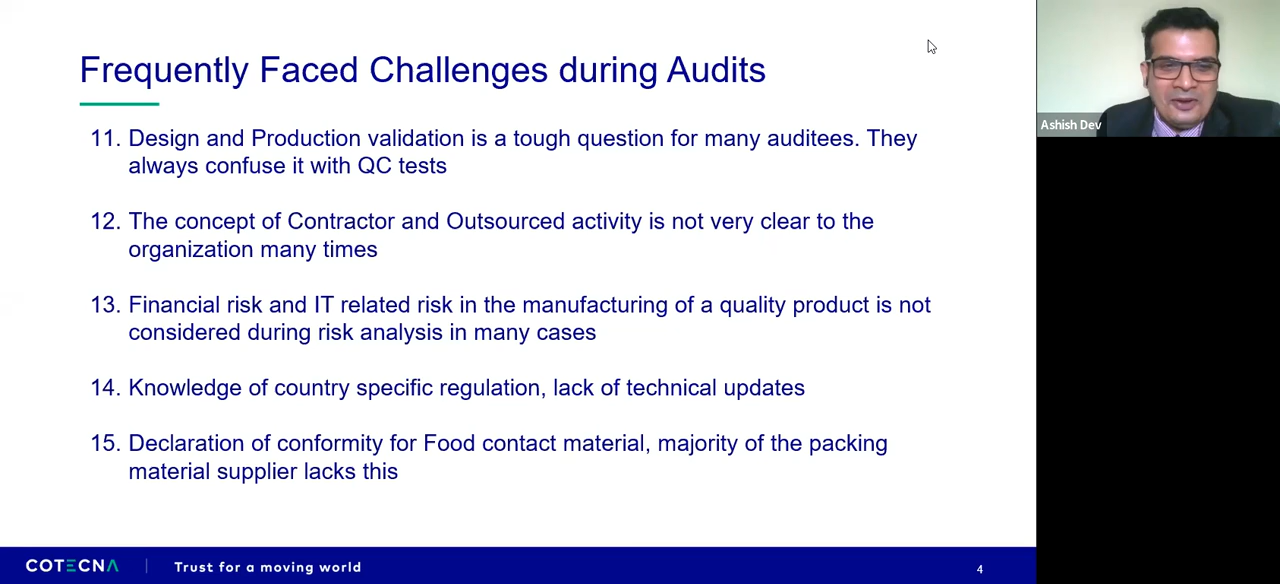 Frequently Faced Challenges during Audits
11. Design and Production validation is a tough question for many auditees. They
always confuse it with QC tests
12. The concept of Contractor and Outsourced activity is not very clear to the
organization many times
13. Financial risk and IT related risk in the manufacturing of a quality product is not
considered during risk analysis in many cases
14. Knowledge of country specific regulation, lack of technical updates
15. Declaration of conformity for Food contact material, majority of the packing
material supplier lacks this
COTECNA | Trust for a moving world
4
Ashish Dev